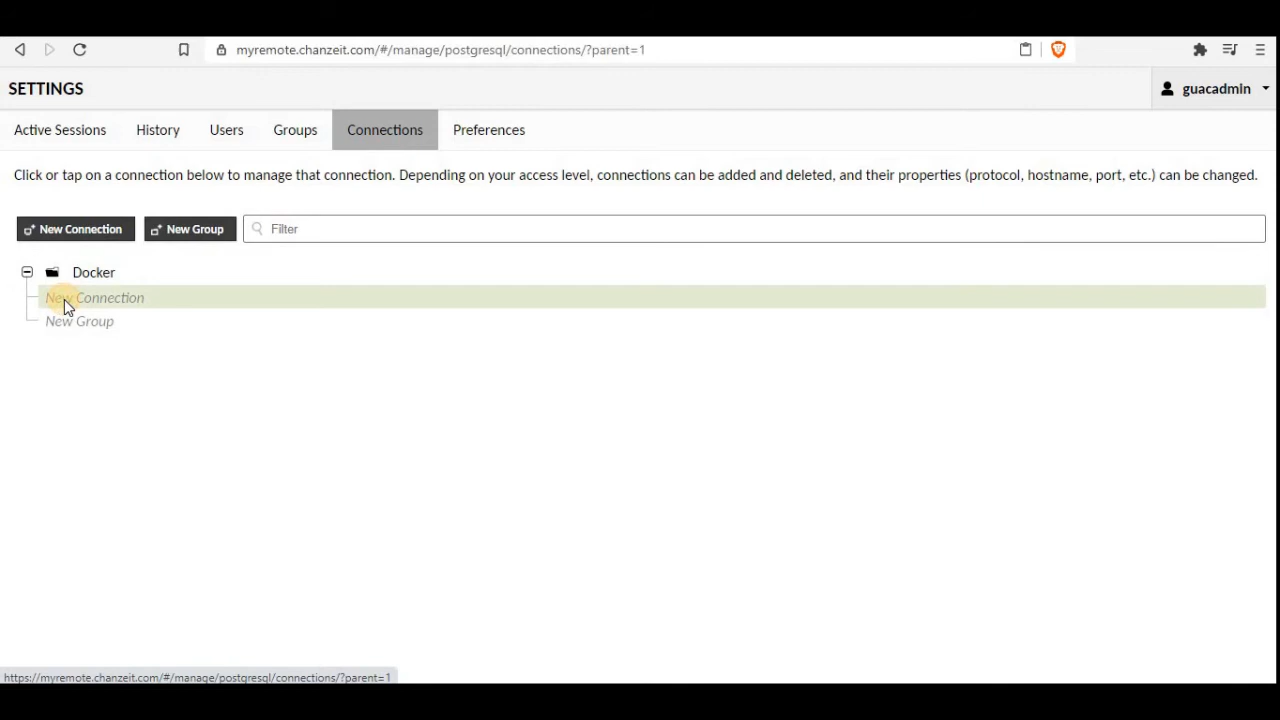 myremote.chanzeit.com/#/manage/postgresql/connections/?parent=1
SETTINGS
guacadmin
Active Sessions
History
Users
Groups
Connections
Preferences
Click or tap on a connection below to manage that connection. Depending on your access level, connections can be added and deleted, and their properties (protocol, hostname, port, etc.) can be changed.
New Connection
New Group
Filter
Docker
New Connection
New Group
https://myremote.chanzeit.com/#/manage/postgresql/connections/?parent=1